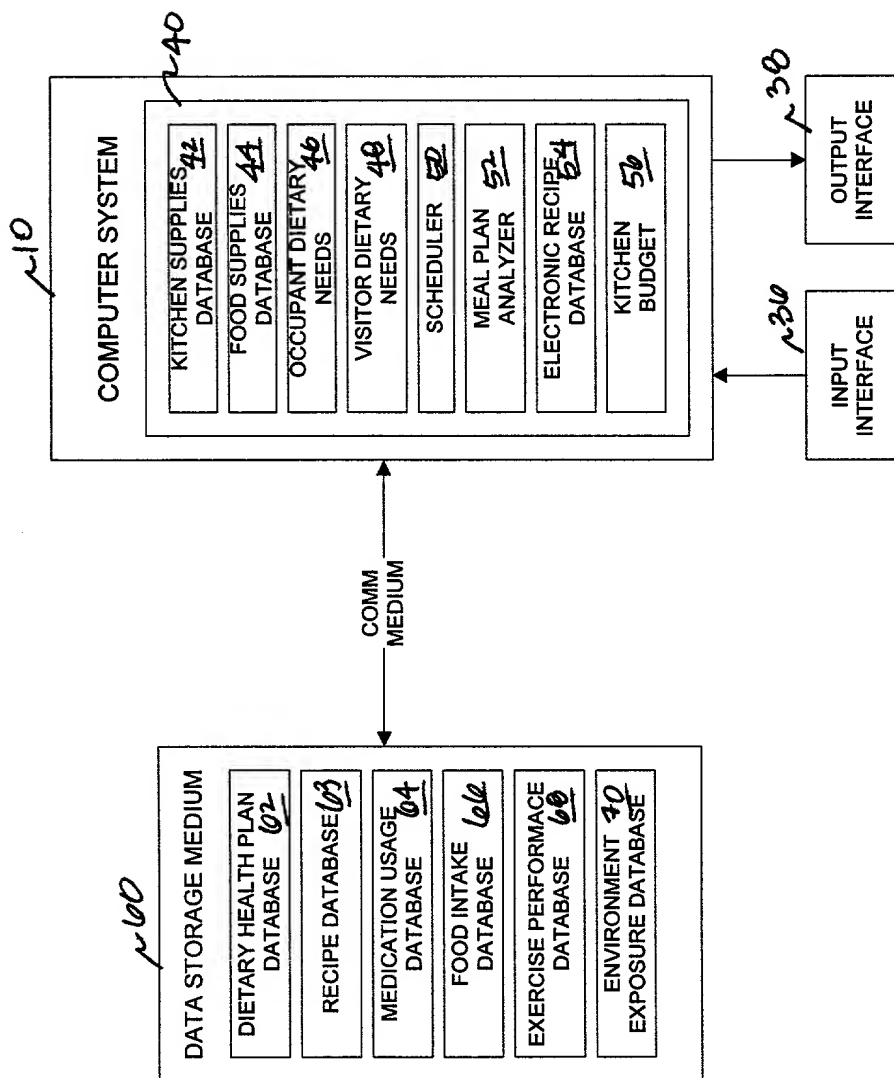 ~10
COMPUTER SYSTEM
~40
KITCHEN SUPPLIES
DATABASE 42
FOOD SUPPLIES
DATABASE 44
OCCUPANT DIETARY
NEEDS 46
VISITOR DIETARY
NEEDS 48
SCHEDULER 50
MEAL PLAN
ANALYZER 52
ELECTRONIC RECIPE
DATABASE 54
KITCHEN
BUDGET 56
~36
INPUT
INTERFACE
~38
OUTPUT
INTERFACE
COMM
MEDIUM
~60
DATA STORAGE MEDIUM
DIETARY HEALTH PLAN
DATABASE 62
RECIPE DATABASE 63
MEDICATION USAGE
DATABASE 64
FOOD INTAKE
DATABASE 66
EXERCISE PERFORMACE
DATABASE 68
ENVIRONMENT 70
EXPOSURE DATABASE